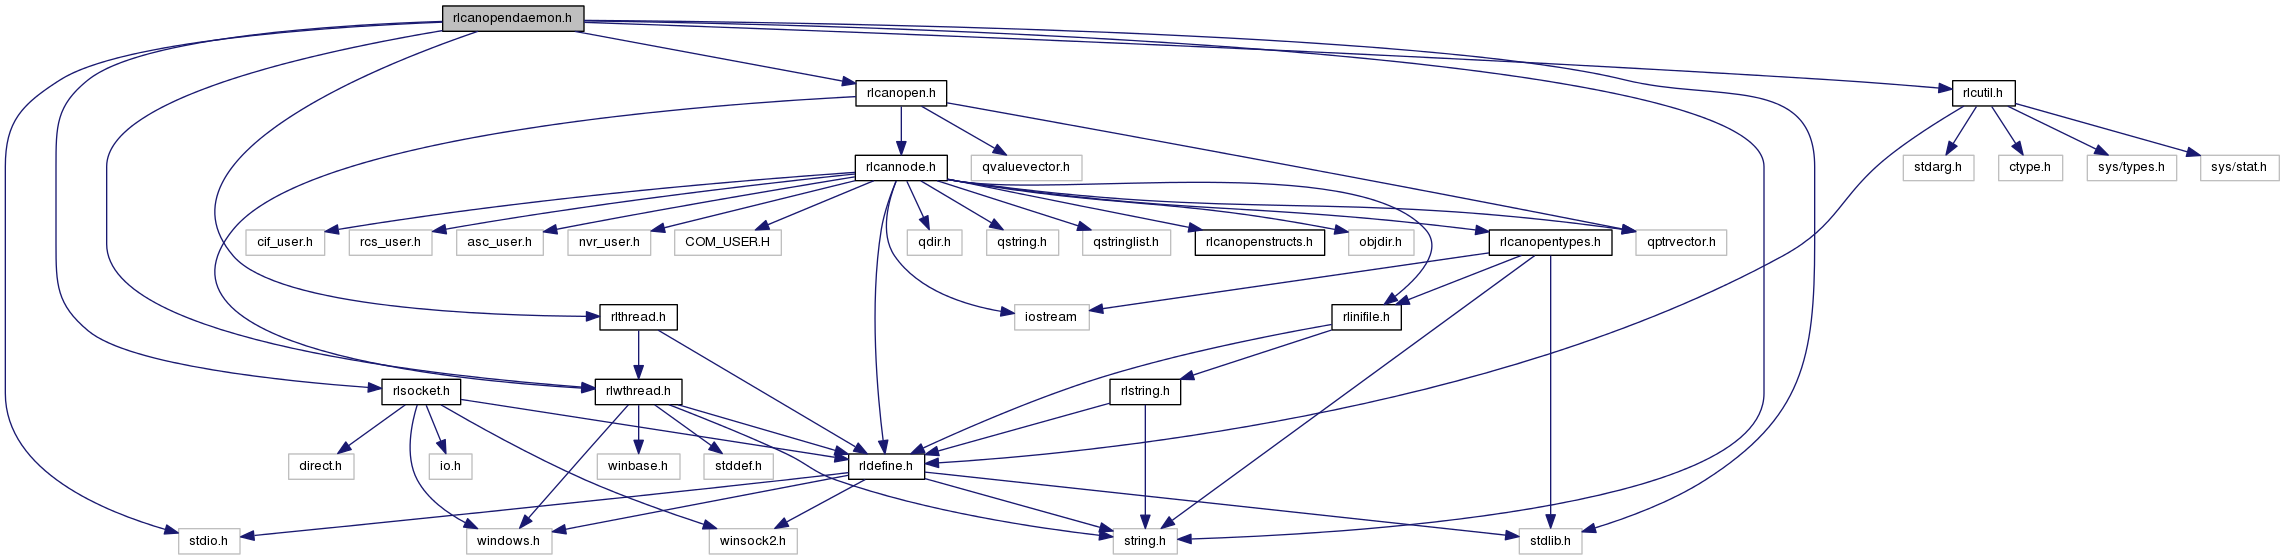 rlcanopendaemon.h
rlcanopen.h
rlcutil.h
rlcannode.h
qvaluevector.h
stdarg.h
ctype.h
sys/types.h
sys/stat.h
cif_user.h
rcs_user.h
asc_user.h
nvr_user.h
COM_USER.H
qdir.h
qstring.h
qstringlist.h
rlcanopenstructs.h
objdir.h
rlcanopentypes.h
qptrvector.h
rlthread.h
iostream
rlinifile.h
rlsocket.h
rlwthread.h
rlstring.h
direct.h
io.h
winbase.h
stddef.h
rldefine.h
stdio.h
windows.h
winsock2.h
string.h
stdlib.h